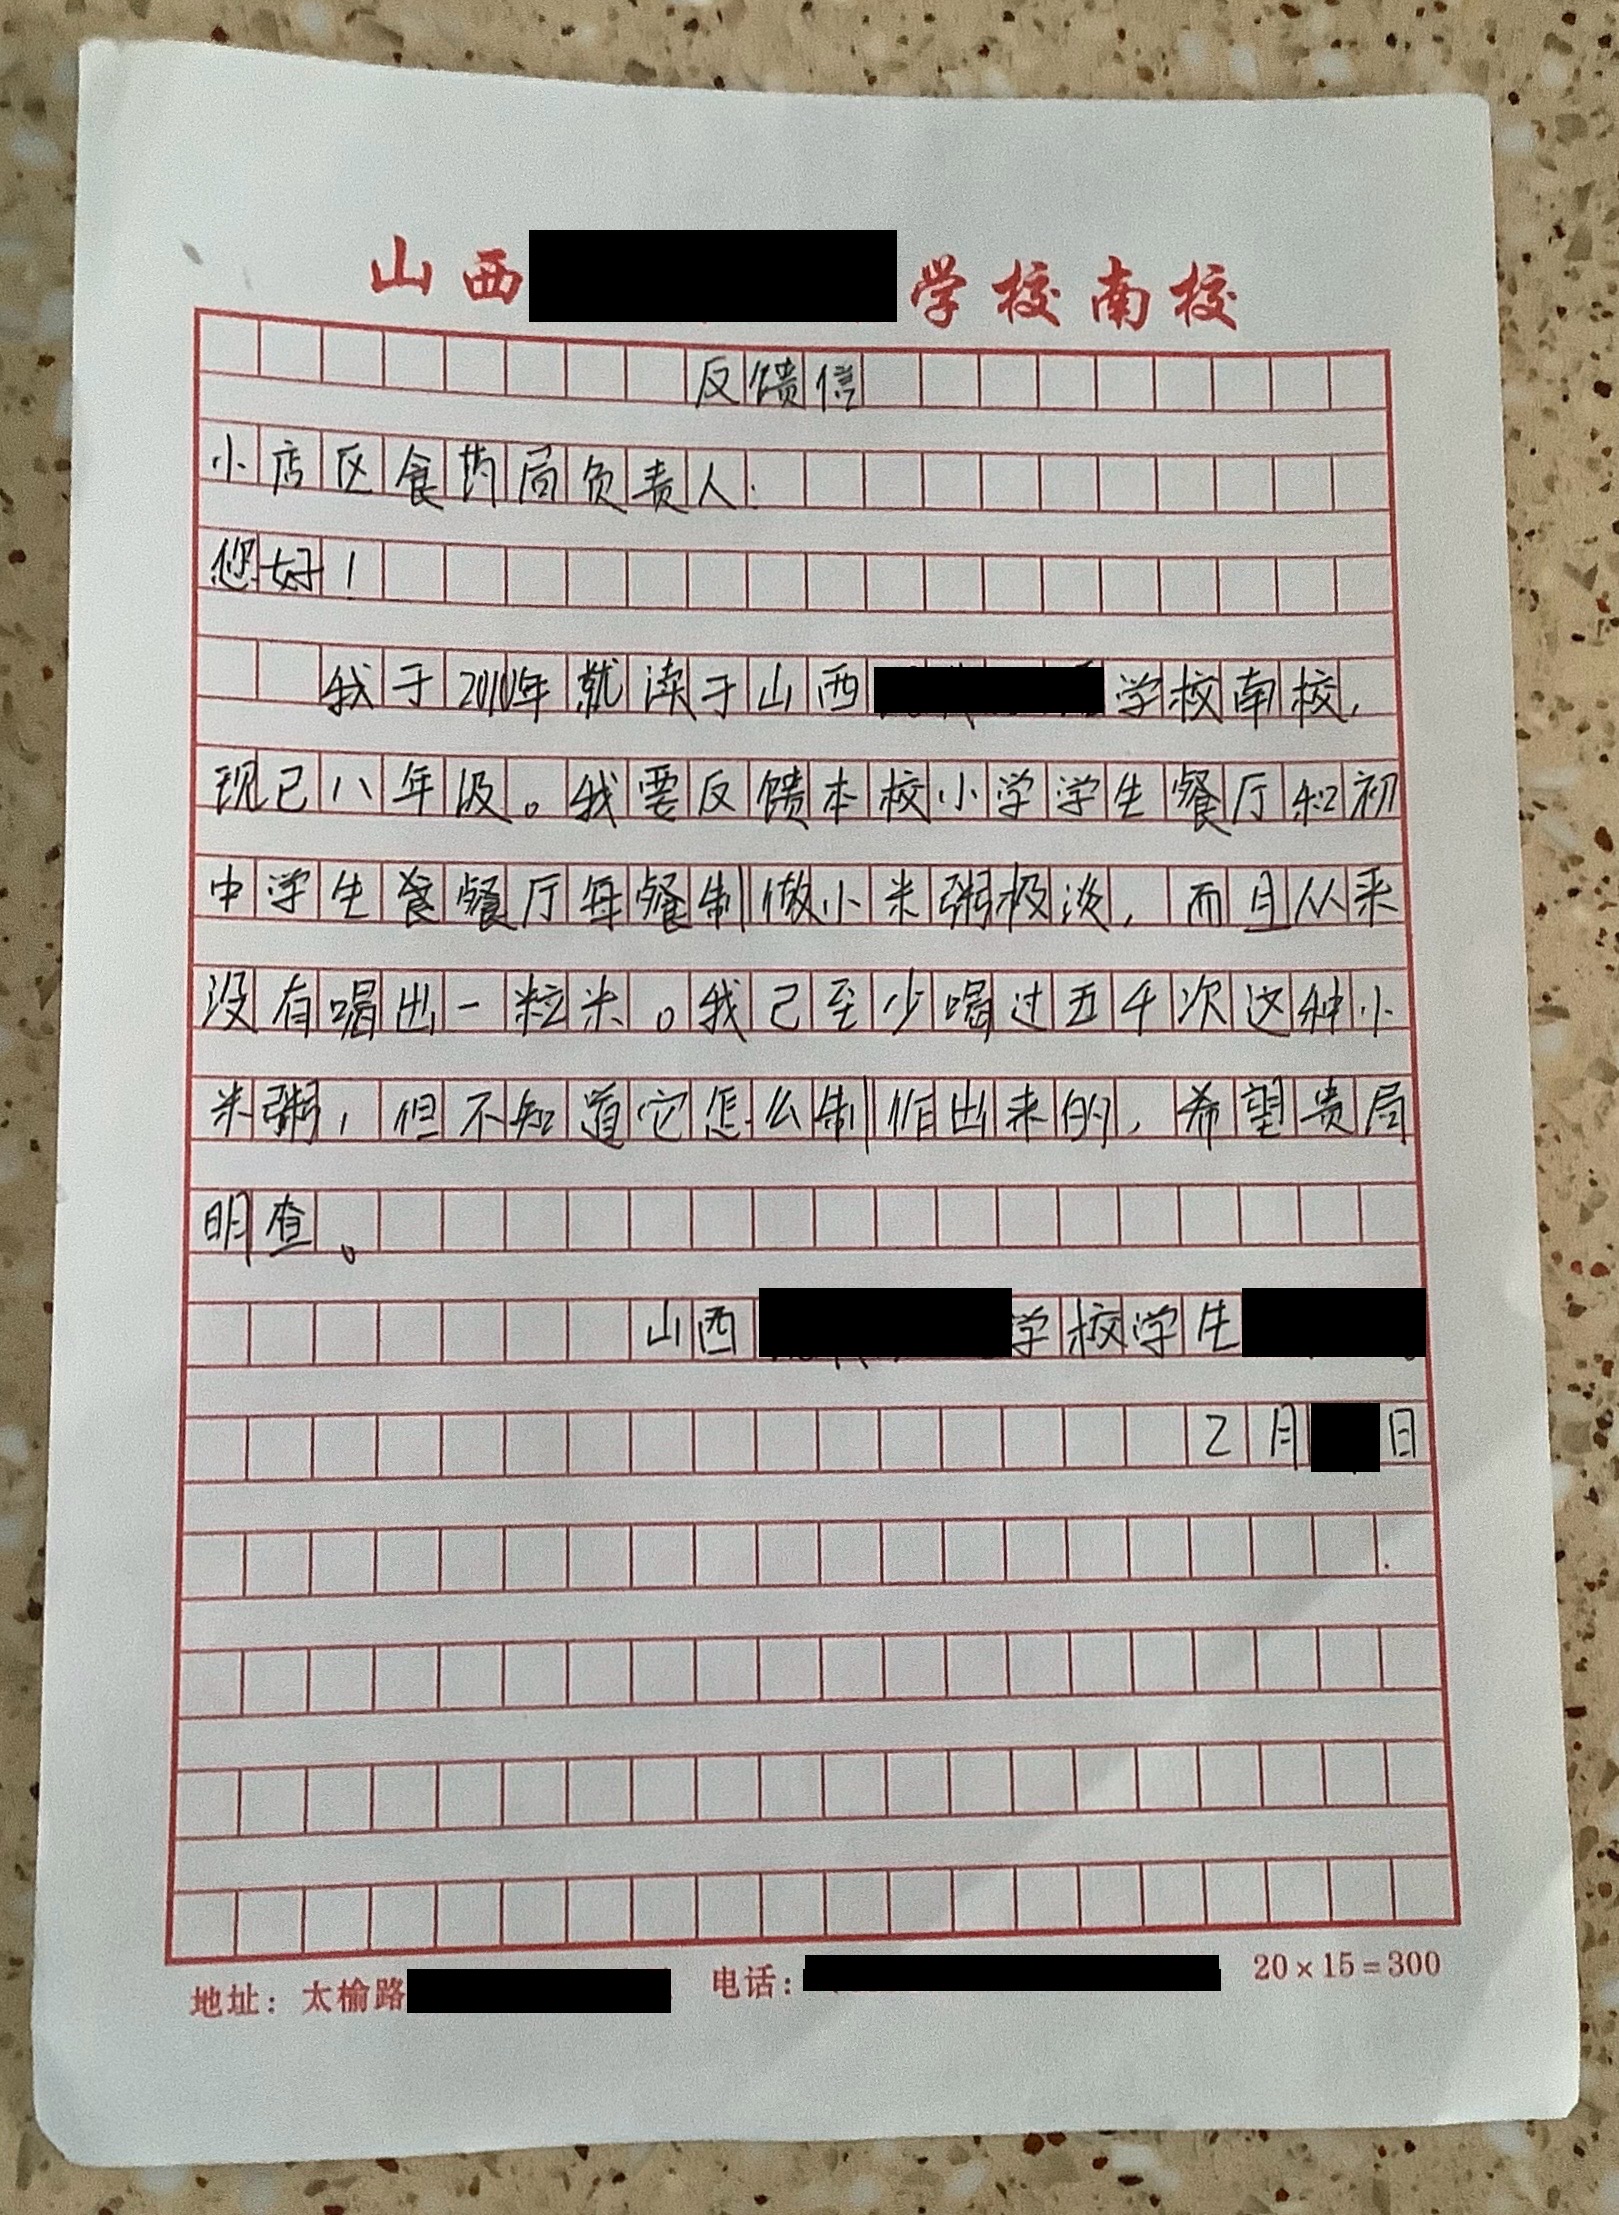 山西 学校南校
反馈信
小店区食药局负责人:
您好！
我于2010年就读于山西 学校南校,
现已八年级。我要反馈本校小学学生餐厅和初
中学生餐餐厅每餐制做小米粥极淡,而且从来
没有喝出一粒米。我已至少喝过五千次这种小
米粥,但不知道它怎么制作出来的,希望贵局
明查。
山西 学校学生
2月 日
地址：太榆路 电话： 20×15=300